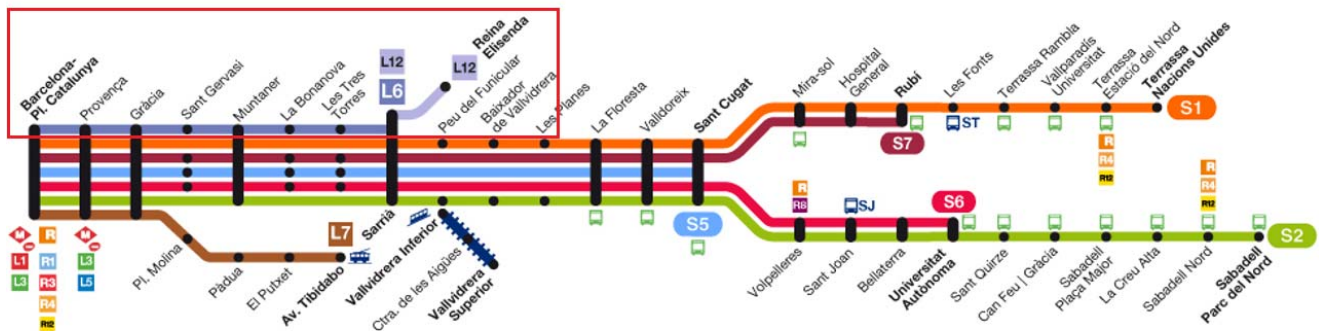 Barcelona-
Pl. Catalunya
Provença
Gràcia
Sant Gervasi
Muntaner
La Bonanova
Les Tres
Torres
L12
L6
L12
Reina
Elisenda
Peu del Funicular
Baixador
de Vallvidrera
Les Planes
La Floresta
Valldoreix
Sant Cugat
Mira-sol
Hospital
General
Rubí
Les Fonts
Terrassa Rambla
Vallparadís
Universitat
Terrassa
Estació del Nord
Terrassa
Nacions Unides
S1
ST
S7
R
R4
R12
R
R8
SJ
S6
R
R4
R12
S5
S2
M
L1
L3
R
R1
R3
R4
R12
M
L3
L5
Pl. Molina
Pàdua
El Putxet
Av. Tibidabo
L7
Sarrià
Vallvidrera Inferior
Ctra. de les Aigües
Vallvidrera
Superior
Volpelleres
Sant Joan
Bellaterra
Universitat
Autònoma
Sant Quirze
Can Feu | Gràcia
Sabadell
Plaça Major
La Creu Alta
Sabadell Nord
Sabadell
Parc del Nord